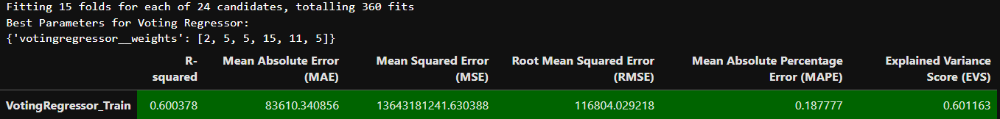 Fitting 15 folds for each of 24 candidates, totalling 360 fits
Best Parameters for Voting Regressor:
{'votingregressor__weights': [2, 5, 5, 15, 11, 5]}
R- Mean Absolute Error Mean Squared Error Root Mean Squared Error Mean Absolute Percentage Explained Variance
squared (MAE) (MSE) (RMSE) Error (MAPE) Score (EVS)
VotingRegressor_Train 0.600378 83610.340856 13643181241.630388 116804.029218 0.187777 0.601163